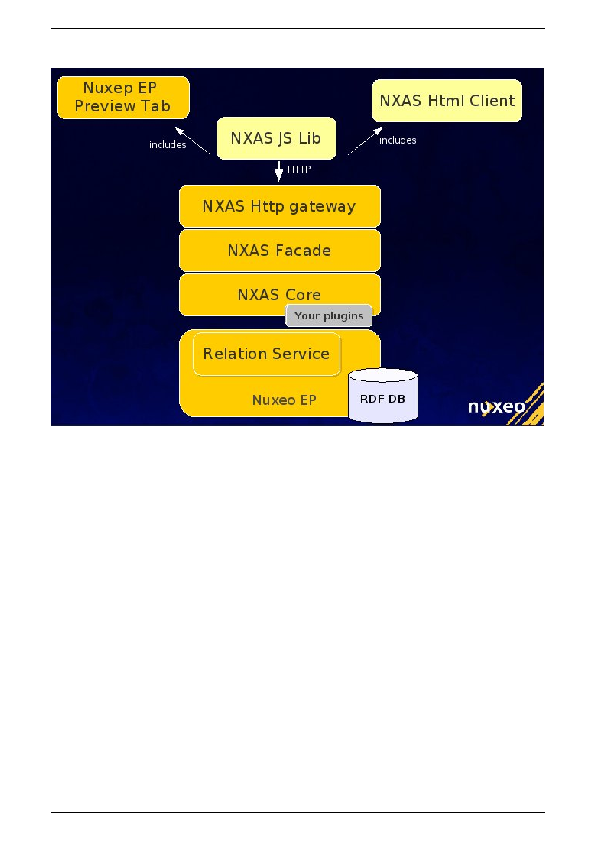 Nuxep EP
Preview Tab
NXAS Html Client
NXAS JS Lib
includes
includes
HTTP
NXAS Http gateway
NXAS Facade
NXAS Core
Your plugins
Relation Service
Nuxeo EP
RDF DB
nuxeo